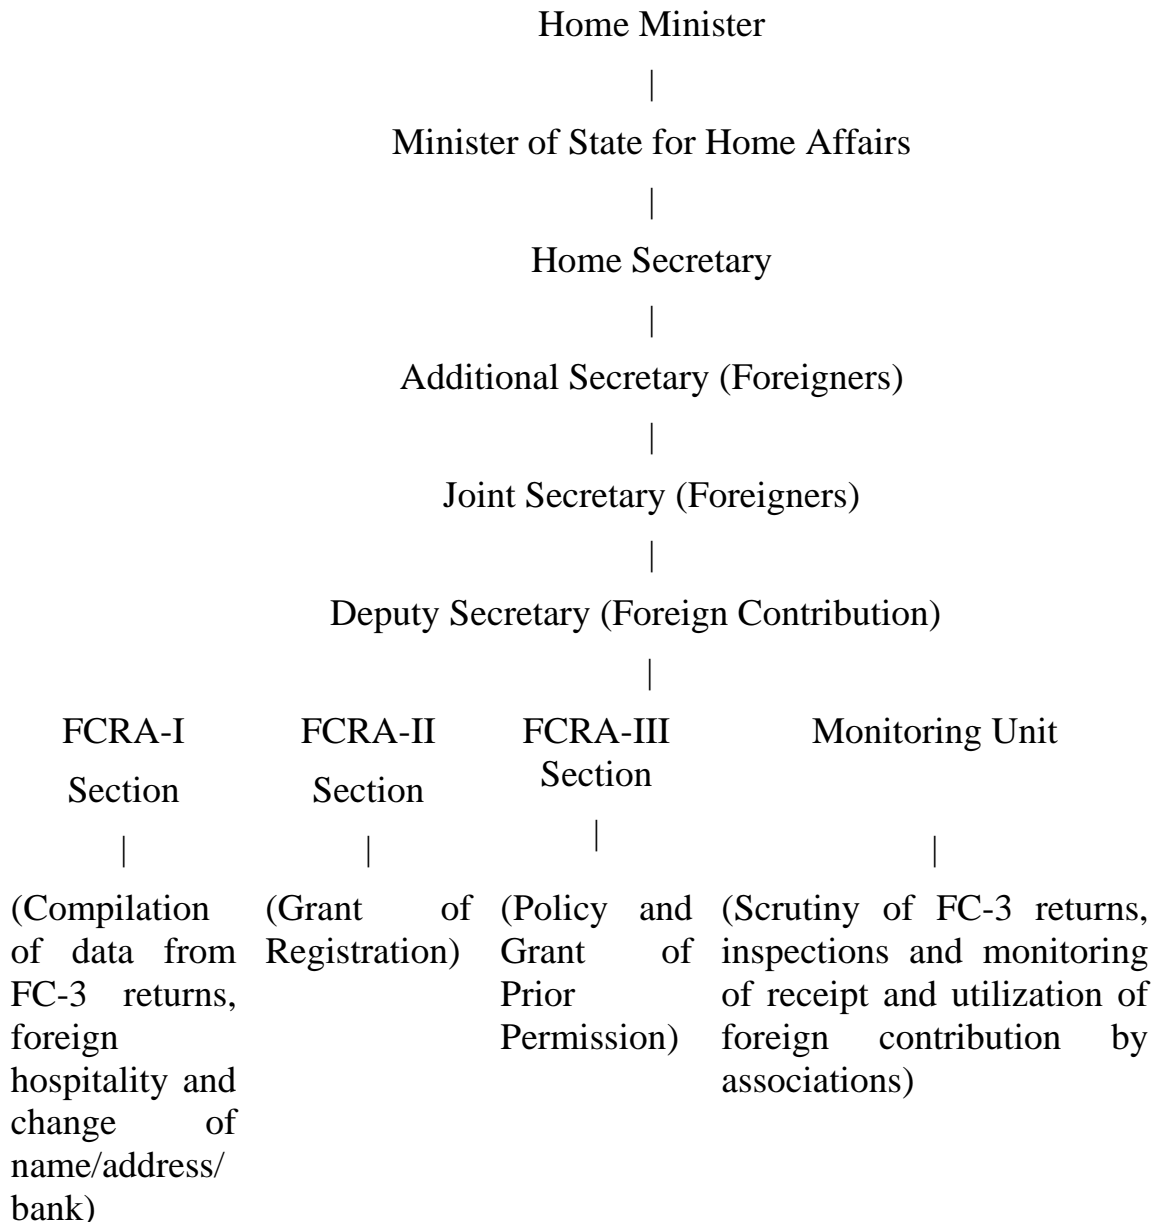 Home Minister
|
Minister of State for Home Affairs
|
Home Secretary
|
Additional Secretary (Foreigners)
|
Joint Secretary (Foreigners)
|
Deputy Secretary (Foreign Contribution)
|
FCRA-I
Section
|
(Compilation
of data from
FC-3 returns,
foreign
hospitality and
change of
name/address/
bank)
FCRA-II
Section
|
(Grant of
Registration)
FCRA-III
Section
|
(Policy and
Grant of
Prior
Permission)
Monitoring Unit
|
(Scrutiny of FC-3 returns,
inspections and monitoring
of receipt and utilization of
foreign contribution by
associations)